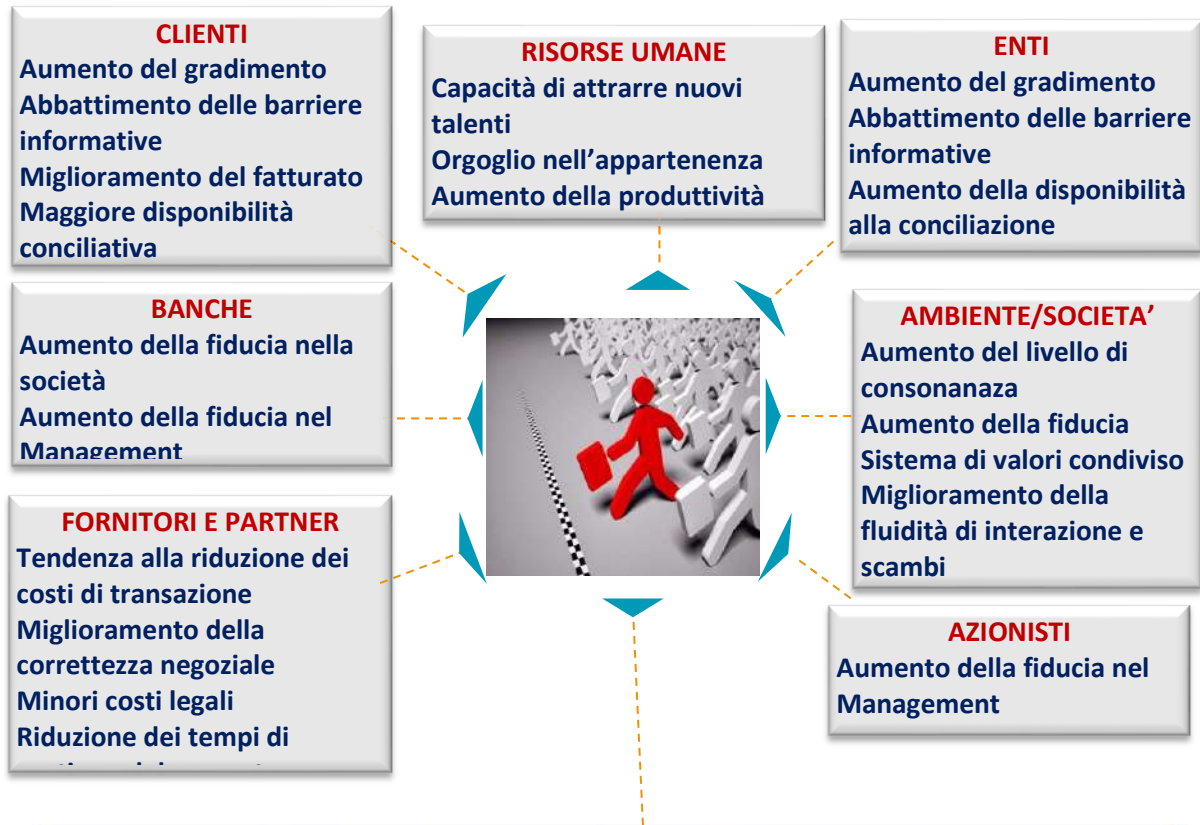 CLIENTI
Aumento del gradimento
Abbattimento delle barriere
informative
Miglioramento del fatturato
Maggiore disponibilità
conciliativa
RISORSE UMANE
Capacità di attrarre nuovi
talenti
Orgoglio nell’appartenenza
Aumento della produttività
ENTI
Aumento del gradimento
Abbattimento delle barriere
informative
Aumento della disponibilità
alla conciliazione
BANCHE
Aumento della fiducia nella
società
Aumento della fiducia nel
Management
AMBIENTE/SOCIETA’
Aumento del livello di
consonanaza
Aumento della fiducia
Sistema di valori condiviso
Miglioramento della
fluidità di interazione e
scambi
FORNITORI E PARTNER
Tendenza alla riduzione dei
costi di transazione
Miglioramento della
correttezza negoziale
Minori costi legali
Riduzione dei tempi di
AZIONISTI
Aumento della fiducia nel
Management